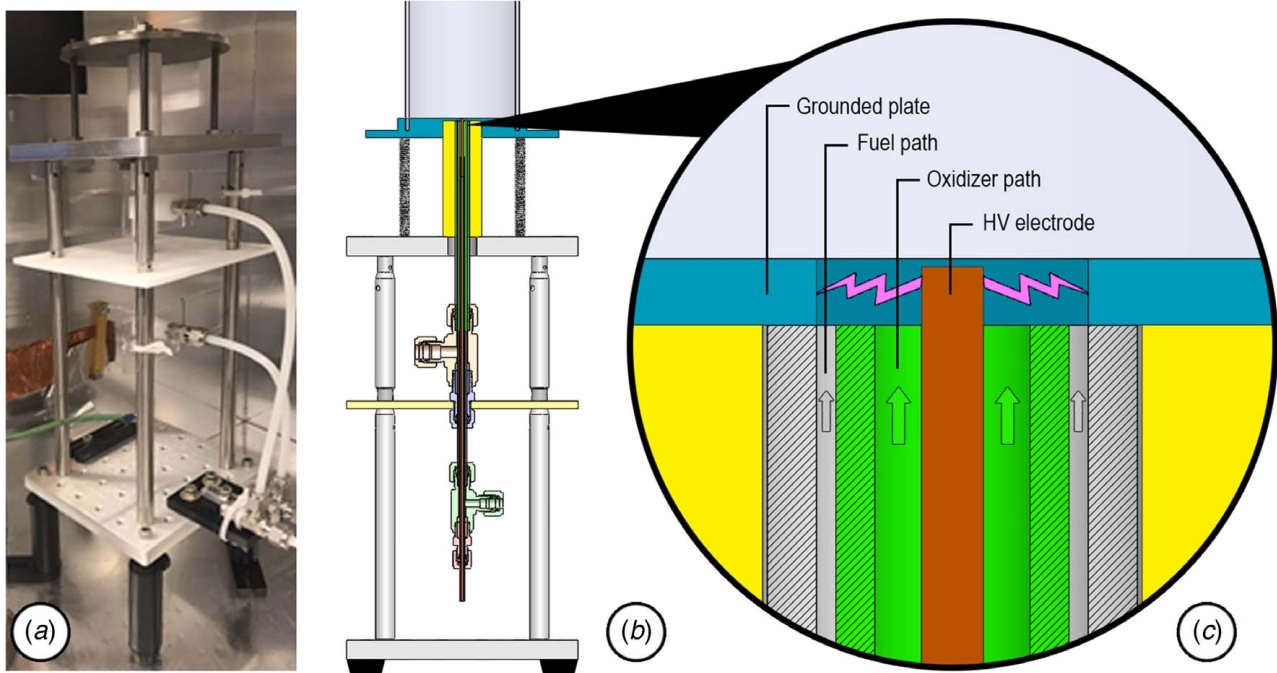 Grounded plate
Fuel path
Oxidizer path
HV electrode
(a)
(b)
(c)